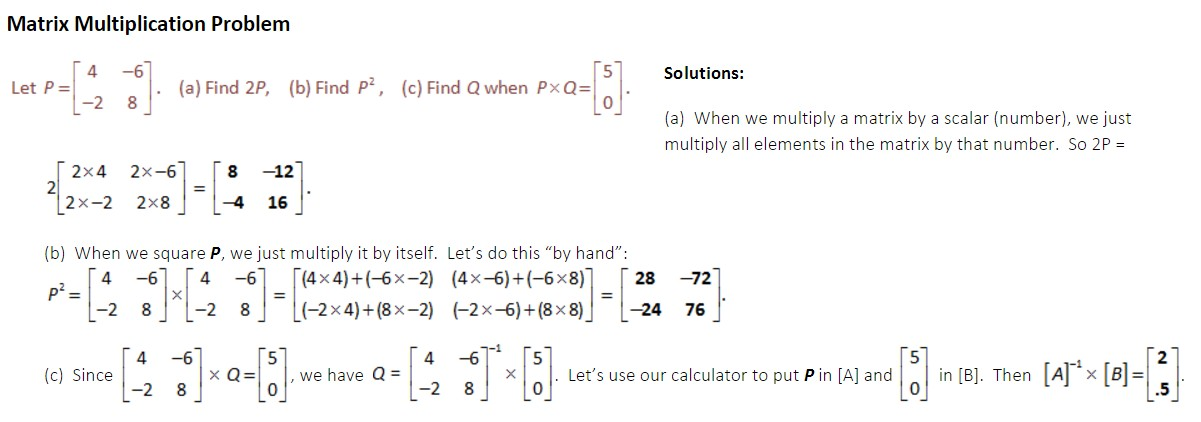 Matrix Multiplication Problem
Let P = [4 −6; −2 8]. (a) Find 2P, (b) Find P², (c) Find Q when P×Q= [5; 0].
Solutions:
(a) When we multiply a matrix by a scalar (number), we just
multiply all elements in the matrix by that number. So 2P =
2[2×4 2×−6; 2×−2 2×8] = [8 −12; −4 16].
(b) When we square P, we just multiply it by itself. Let's do this “by hand”:
P² = [4 −6; −2 8] × [4 −6; −2 8] = [(4×4)+(−6×−2) (4×−6)+(−6×8); (−2×4)+(8×−2) (−2×−6)+(8×8)] = [28 −72; −24 76].
(c) Since [4 −6; −2 8] × Q = [5; 0], we have Q = [4 −6; −2 8]⁻¹ × [5; 0]. Let's use our calculator to put P in [A] and [5; 0] in [B]. Then [A]⁻¹ × [B] = [2; .5].